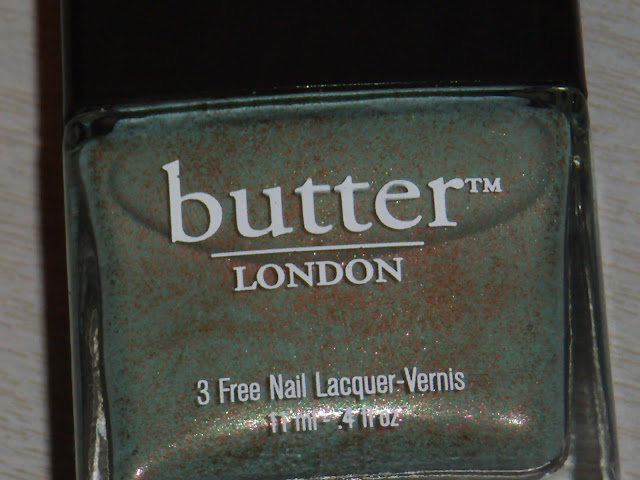 butter™
LONDON
3 Free Nail Lacquer-Vernis
11 ml - .4 fl oz